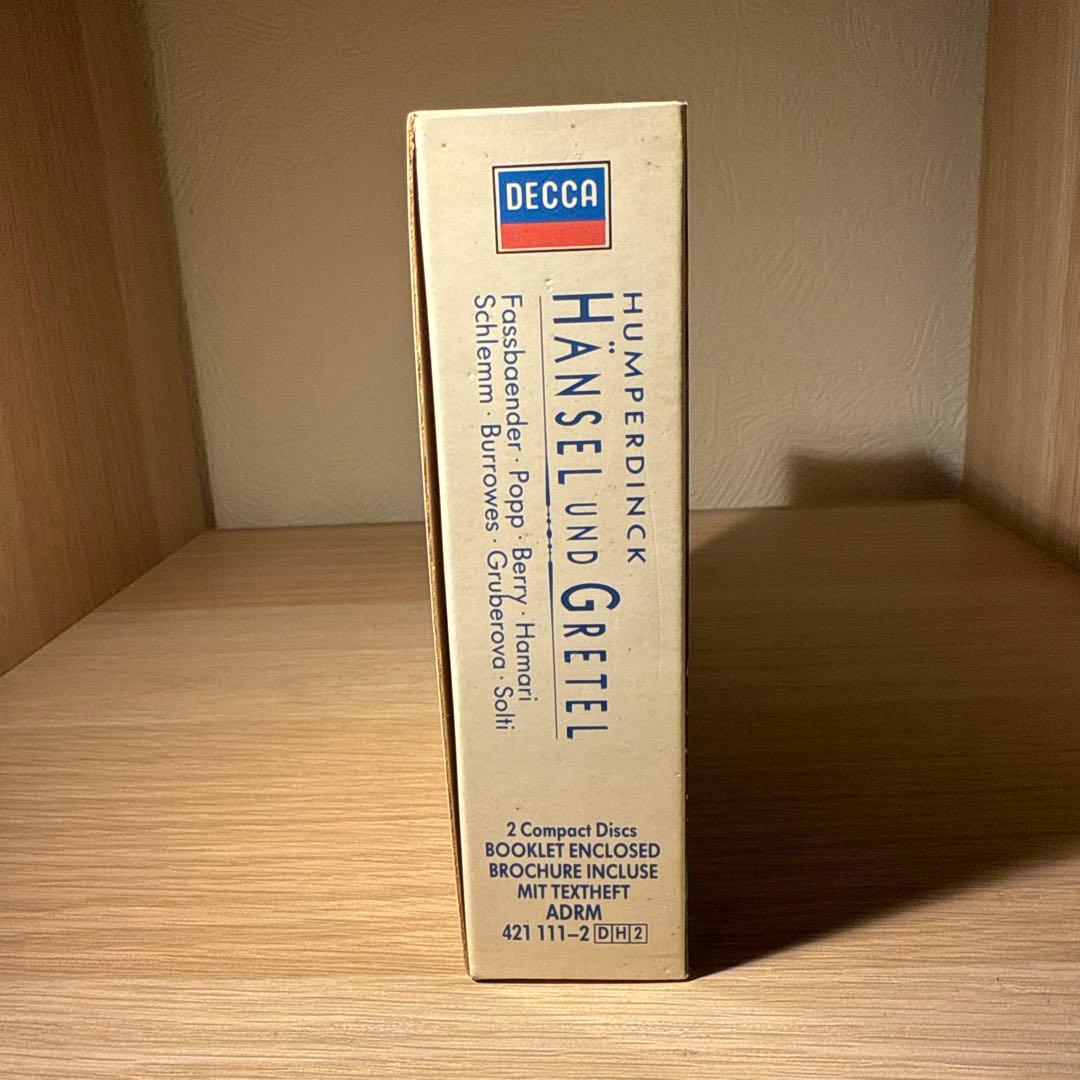 DECCA
HUMPERDINCK
HÄNSEL UND GRETEL
Fassbaender · Popp · Berry · Hamari
Schlemm · Burrowes · Gruberova · Solti
2 Compact Discs
BOOKLET ENCLOSED
BROCHURE INCLUSE
MIT TEXTHEFT
ADRM
421 111–2 DH2